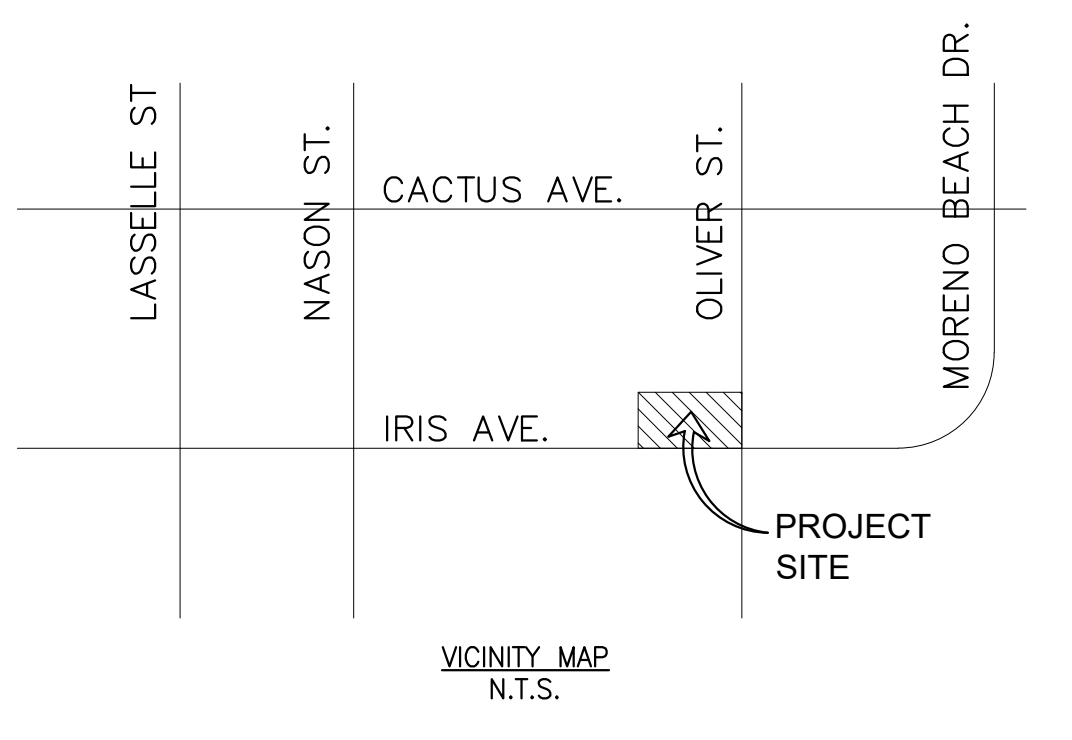 LASSELLE ST
NASON ST.
CACTUS AVE.
OLIVER ST.
MORENO BEACH DR.
IRIS AVE.
PROJECT
SITE
VICINITY MAP
N.T.S.